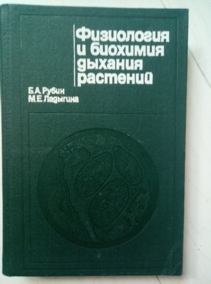 Физиология
и биохимия
дыхания
растений
Б.А. Рубин
М.Е. Ладыгина